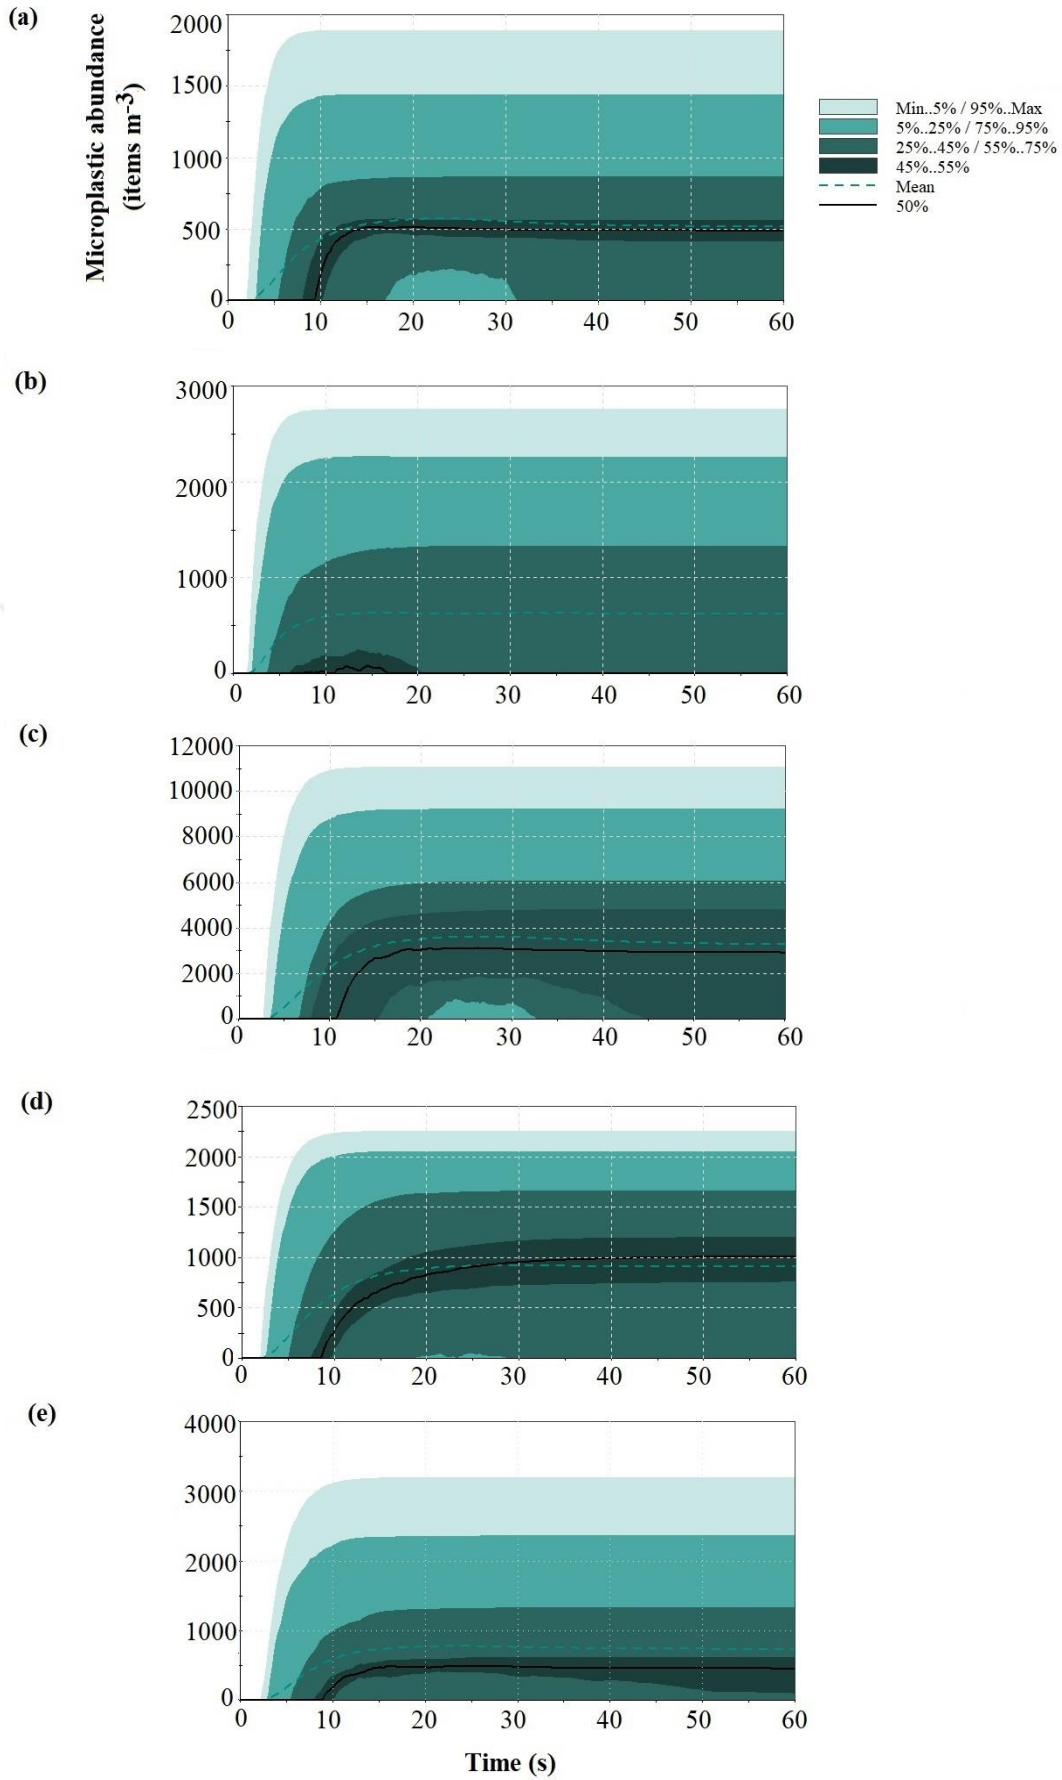 (a)
Microplastic abundance
(items m-3)
2000
1500
1000
500
0
0 10 20 30 40 50 60
Min..5% / 95%..Max
5%..25% / 75%..95%
25%..45% / 55%..75%
45%..55%
Mean
50%
(b)
3000
2000
1000
0
0 10 20 30 40 50 60
(c)
12000
10000
8000
6000
4000
2000
0
0 10 20 30 40 50 60
(d)
2500
2000
1500
1000
500
0
0 10 20 30 40 50 60
(e)
4000
3000
2000
1000
0
0 10 20 30 40 50 60
Time (s)